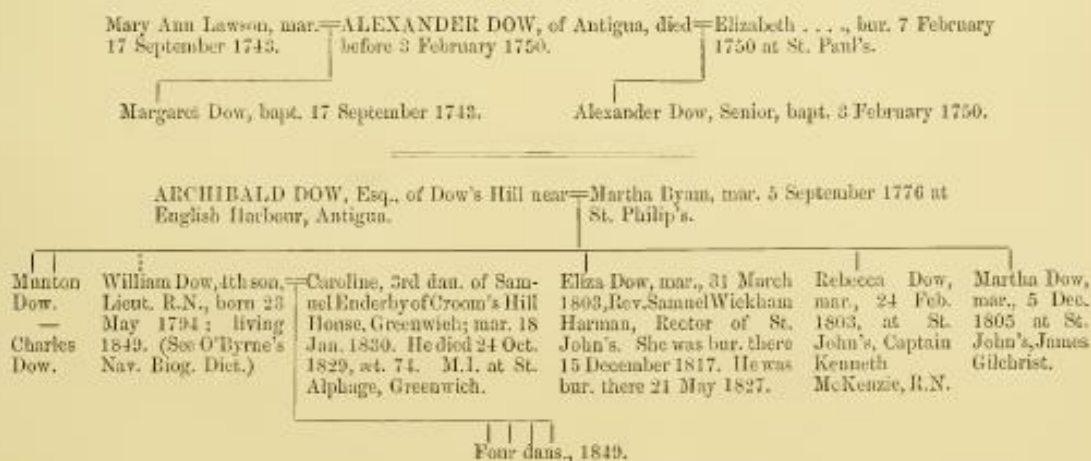 Mary Ann Lawson, mar.=ALEXANDER DOW, of Antigua, died=Elizabeth . . . ., bur. 7 February
17 September 1743. before 3 February 1750. 1750 at St. Paul's.
Margaret Dow, bapt. 17 September 1743. Alexander Dow, Senior, bapt. 3 February 1750.
ARCHIBALD DOW, Esq., of Dow's Hill near=Martha Byam, mar. 5 September 1776 at
English Harbour, Antigua. St. Philip's.
Munton
Dow.
—
Charles
Dow.
William Dow, 4th son,=
Lieut. R.N., born 23
May 1794; living
1849. (See O'Byrne's
Nav. Biog. Dict.)
Caroline, 3rd dau. of Sam-
uel Enderby of Croom's Hill
House, Greenwich; mar. 18
Jan. 1830. He died 24 Oct.
1829, æt. 74. M.I. at St.
Alphage, Greenwich.
Eliza Dow, mar., 31 March
1803, Rev. Samuel Wickham
Harman, Rector of St.
John's. She was bur. there
15 December 1817. He was
bur. there 21 May 1827.
Rebecca Dow,
mar., 24 Feb.
1803, at St.
John's, Captain
Kenneth
McKenzie, R.N.
Martha Dow,
mar., 5 Dec.
1805 at St.
John's, James
Gilchrist.
Four daus., 1849.